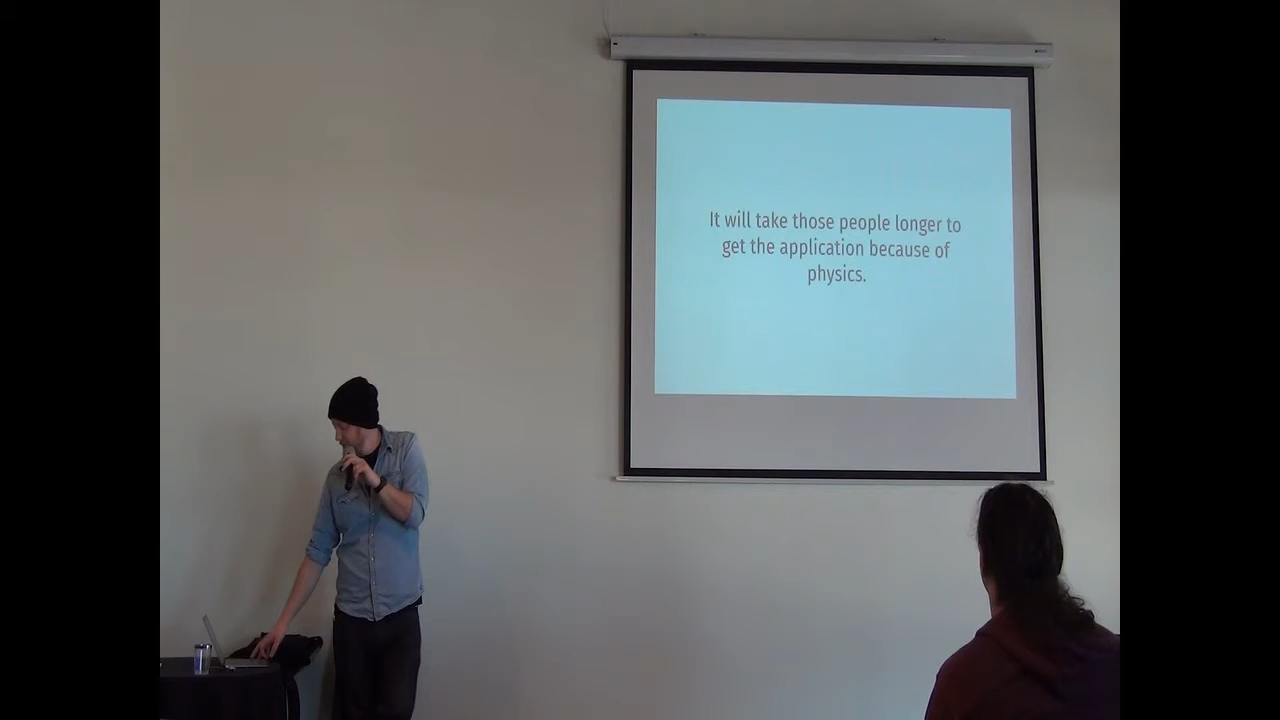 It will take those people longer to
get the application because of
physics.